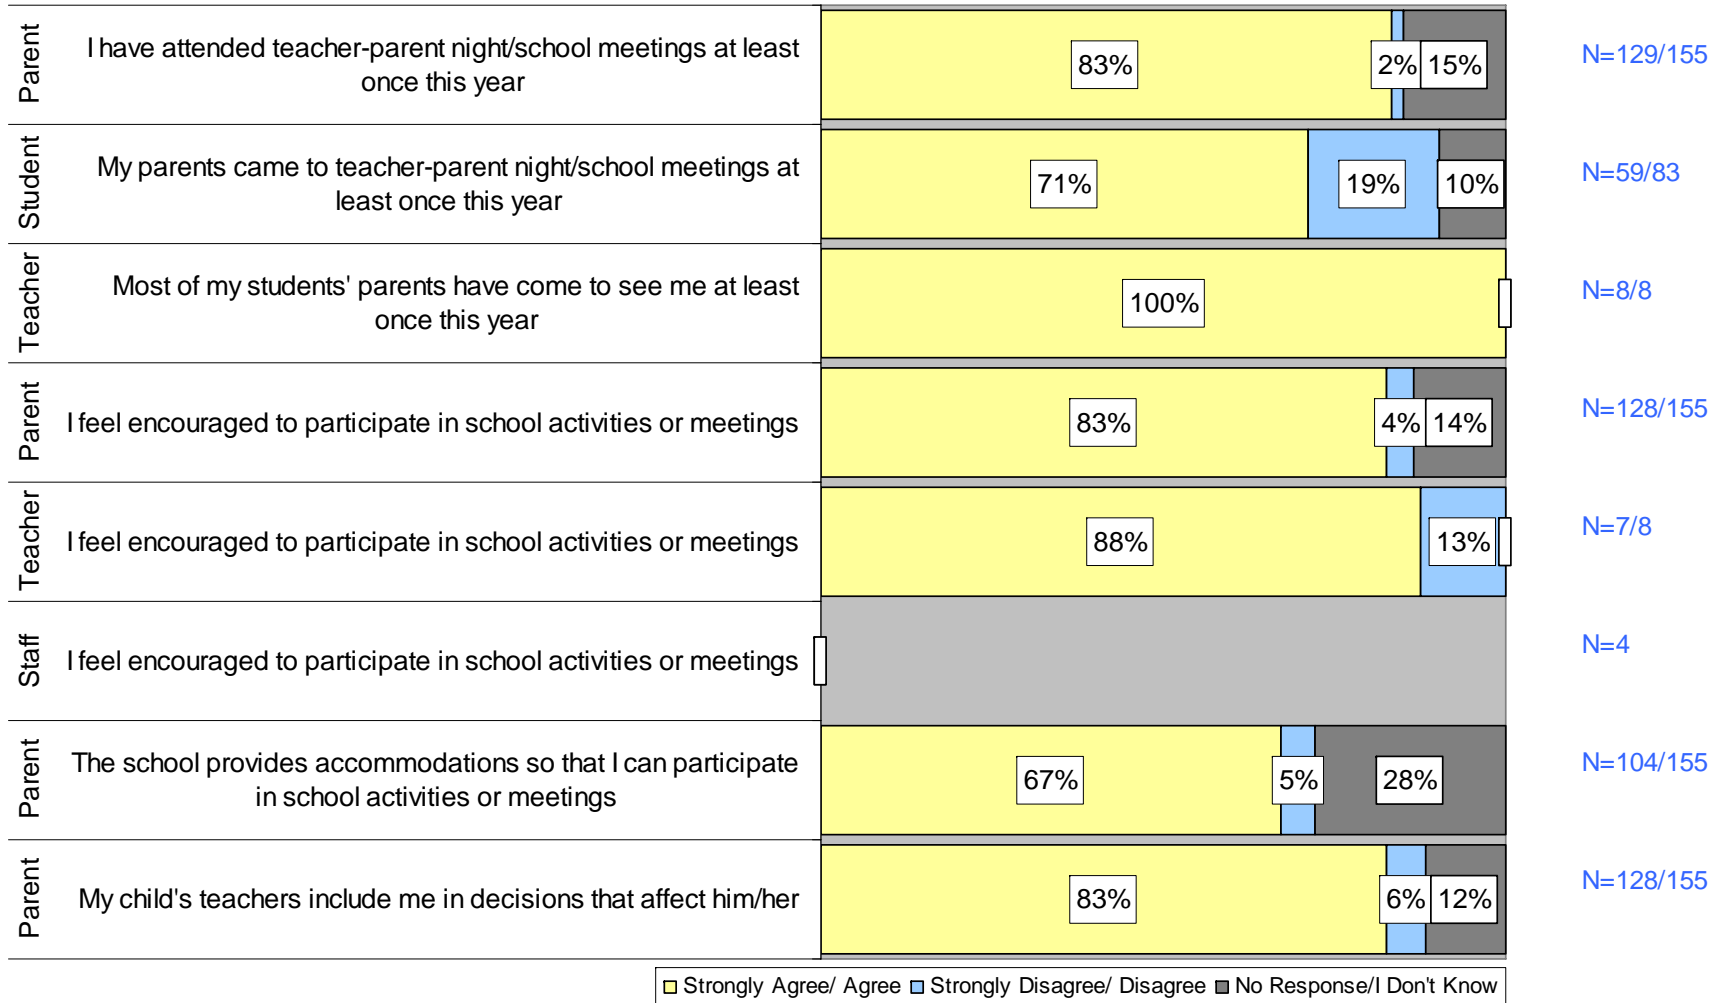 Parent
I have attended teacher-parent night/school meetings at least
once this year
83%
2%
15%
N=129/155
Student
My parents came to teacher-parent night/school meetings at
least once this year
71%
19%
10%
N=59/83
Teacher
Most of my students' parents have come to see me at least
once this year
100%
N=8/8
Parent
I feel encouraged to participate in school activities or meetings
83%
4%
14%
N=128/155
Teacher
I feel encouraged to participate in school activities or meetings
88%
13%
N=7/8
Staff
I feel encouraged to participate in school activities or meetings
N=4
Parent
The school provides accommodations so that I can participate
in school activities or meetings
67%
5%
28%
N=104/155
Parent
My child's teachers include me in decisions that affect him/her
83%
6%
12%
N=128/155
Strongly Agree/ Agree
Strongly Disagree/ Disagree
No Response/I Don't Know